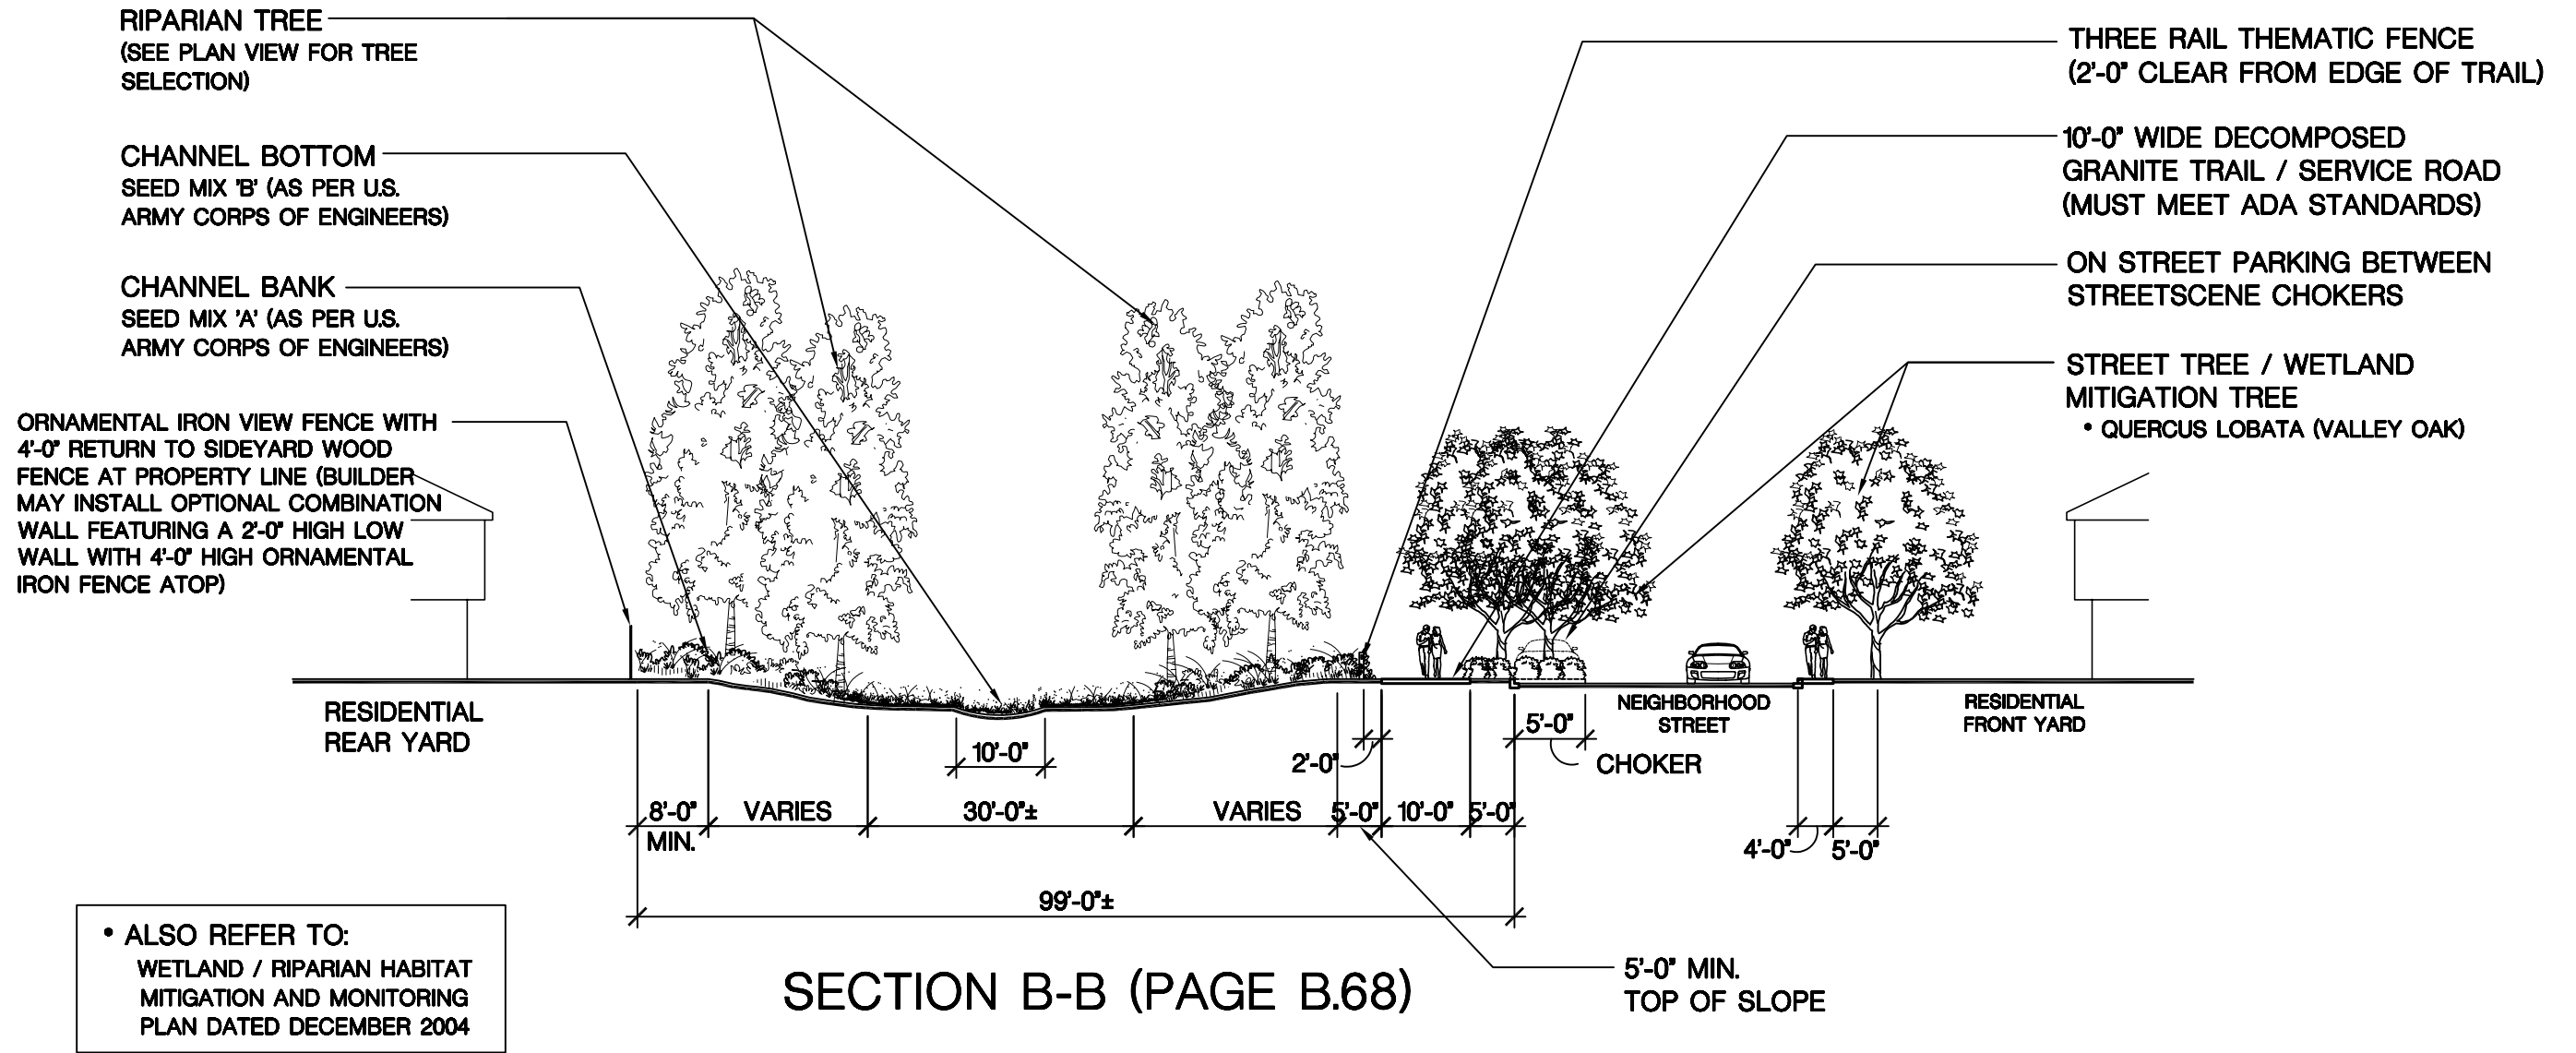 RIPARIAN TREE
(SEE PLAN VIEW FOR TREE
SELECTION)
CHANNEL BOTTOM
SEED MIX 'B' (AS PER U.S.
ARMY CORPS OF ENGINEERS)
CHANNEL BANK
SEED MIX 'A' (AS PER U.S.
ARMY CORPS OF ENGINEERS)
ORNAMENTAL IRON VIEW FENCE WITH
4'-0" RETURN TO SIDEYARD WOOD
FENCE AT PROPERTY LINE (BUILDER
MAY INSTALL OPTIONAL COMBINATION
WALL FEATURING A 2'-0" HIGH LOW
WALL WITH 4'-0" HIGH ORNAMENTAL
IRON FENCE ATOP)
THREE RAIL THEMATIC FENCE
(2'-0" CLEAR FROM EDGE OF TRAIL)
10'-0" WIDE DECOMPOSED
GRANITE TRAIL / SERVICE ROAD
(MUST MEET ADA STANDARDS)
ON STREET PARKING BETWEEN
STREETSCENE CHOKERS
STREET TREE / WETLAND
MITIGATION TREE
• QUERCUS LOBATA (VALLEY OAK)
RESIDENTIAL
REAR YARD
NEIGHBORHOOD
STREET
RESIDENTIAL
FRONT YARD
10'-0"
2'-0"
5'-0"
CHOKER
8'-0"
MIN.
VARIES
30'-0"±
VARIES
5'-0"
10'-0"
5'-0"
4'-0"
5'-0"
99'-0"±
5'-0" MIN.
TOP OF SLOPE
• ALSO REFER TO:
WETLAND / RIPARIAN HABITAT
MITIGATION AND MONITORING
PLAN DATED DECEMBER 2004
SECTION B-B (PAGE B.68)